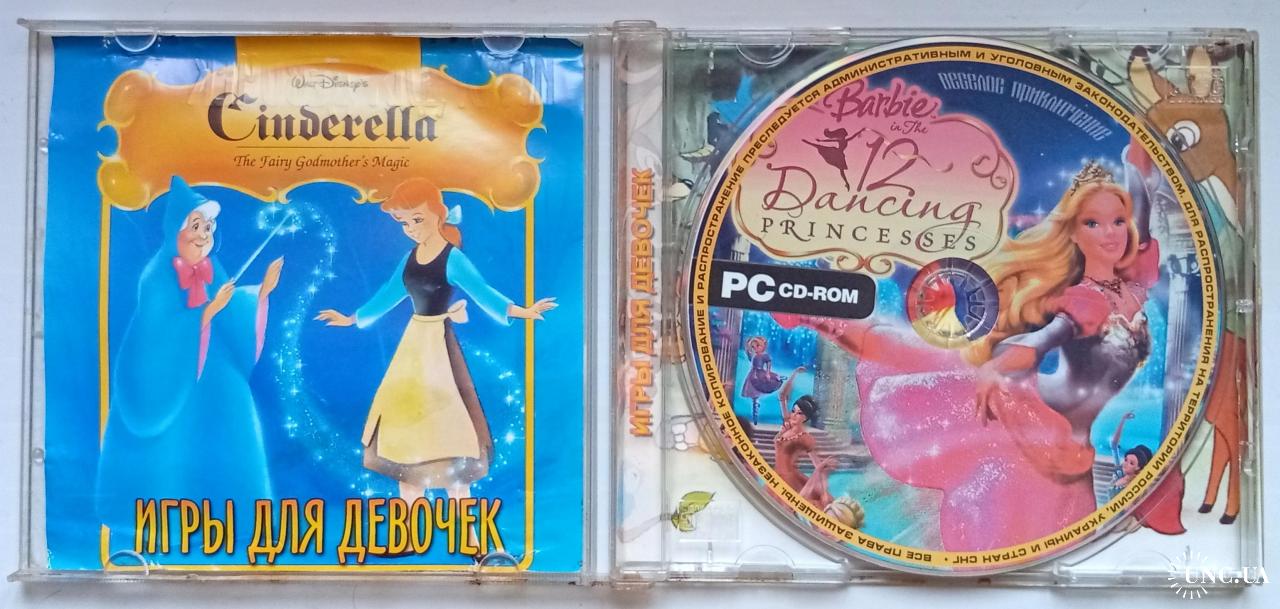 WALT DISNEY'S
Cinderella
The Fairy Godmother's Magic
ИГРЫ ДЛЯ ДЕВОЧЕК
ИГРЫ ДЛЯ ДЕВОЧЕК
ВЕСЕЛОЕ ПРИКЛЮЧЕНИЕ
Barbie
in The
12
Dancing
PRINCESSES
PC CD-ROM
ВСЕ ПРАВА ЗАЩИЩЕНЫ. НЕЗАКОННОЕ КОПИРОВАНИЕ И РАСПРОСТРАНЕНИЕ ПРЕСЛЕДУЕТСЯ АДМИНИСТРАТИВНЫМ И УГОЛОВНЫМ ЗАКОНОДАТЕЛЬСТВОМ. ДЛЯ РАСПРОСТРАНЕНИЯ НА ТЕРРИТОРИИ РОССИИ, УКРАИНЫ И СТРАН СНГ •
UNC.UA